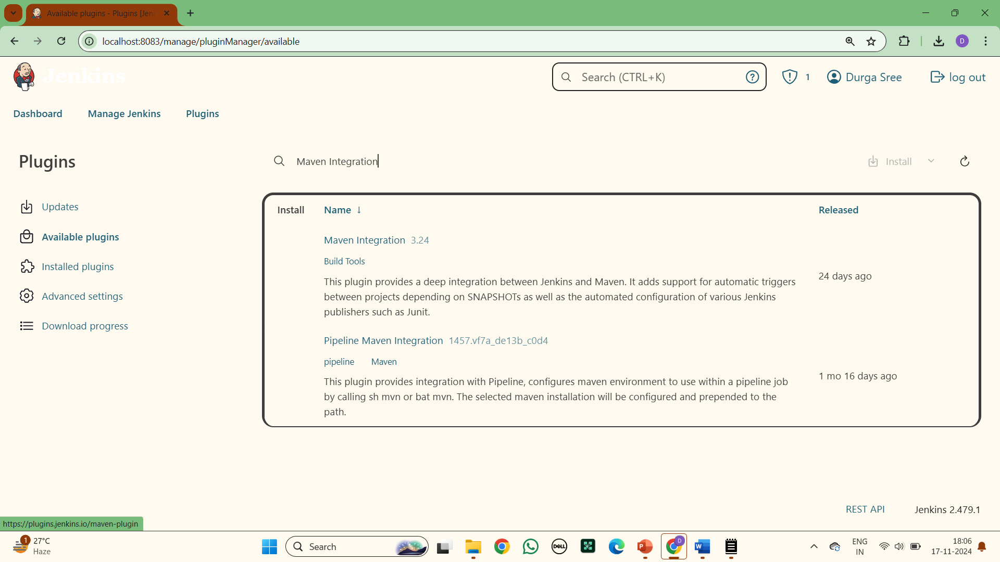 Available plugins - Plugins [Jen
localhost:8083/manage/pluginManager/available
D
Jenkins
Search (CTRL+K)
?
1
Durga Sree
log out
Dashboard
Manage Jenkins
Plugins
Plugins
Maven Integration
Install
Updates
Available plugins
Installed plugins
Advanced settings
Download progress
Install
Name ↓
Released
Maven Integration 3.24
Build Tools
This plugin provides a deep integration between Jenkins and Maven. It adds support for automatic triggers
between projects depending on SNAPSHOTs as well as the automated configuration of various Jenkins
publishers such as Junit.
24 days ago
Pipeline Maven Integration 1457.vf7a_de13b_c0d4
pipeline Maven
This plugin provides integration with Pipeline, configures maven environment to use within a pipeline job
by calling sh mvn or bat mvn. The selected maven installation will be configured and prepended to the
path.
1 mo 16 days ago
REST API
Jenkins 2.479.1
https://plugins.jenkins.io/maven-plugin
1
27°C
Haze
Search
DELL
P
D
W
ENG
IN
18:06
17-11-2024